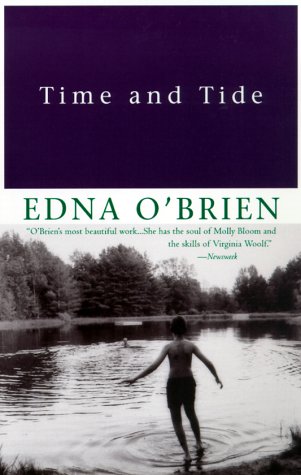 Time and Tide
EDNA O'BRIEN
"O'Brien's most beautiful work...She has the soul of Molly Bloom and
the skills of Virginia Woolf."
—Newsweek